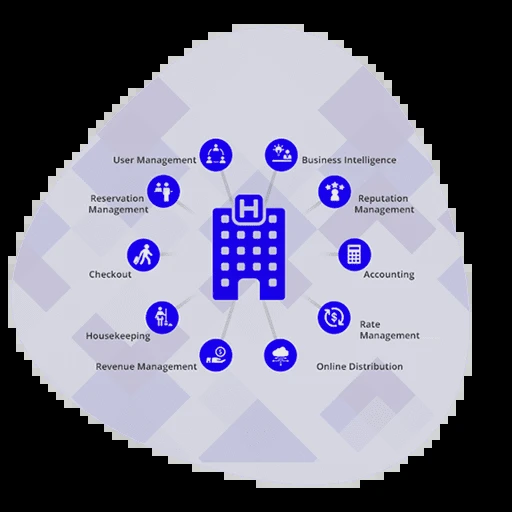 User Management
Business Intelligence
Reservation
Management
Reputation
Management
H
Checkout
Accounting
Housekeeping
Rate
Management
Revenue Management
Online Distribution